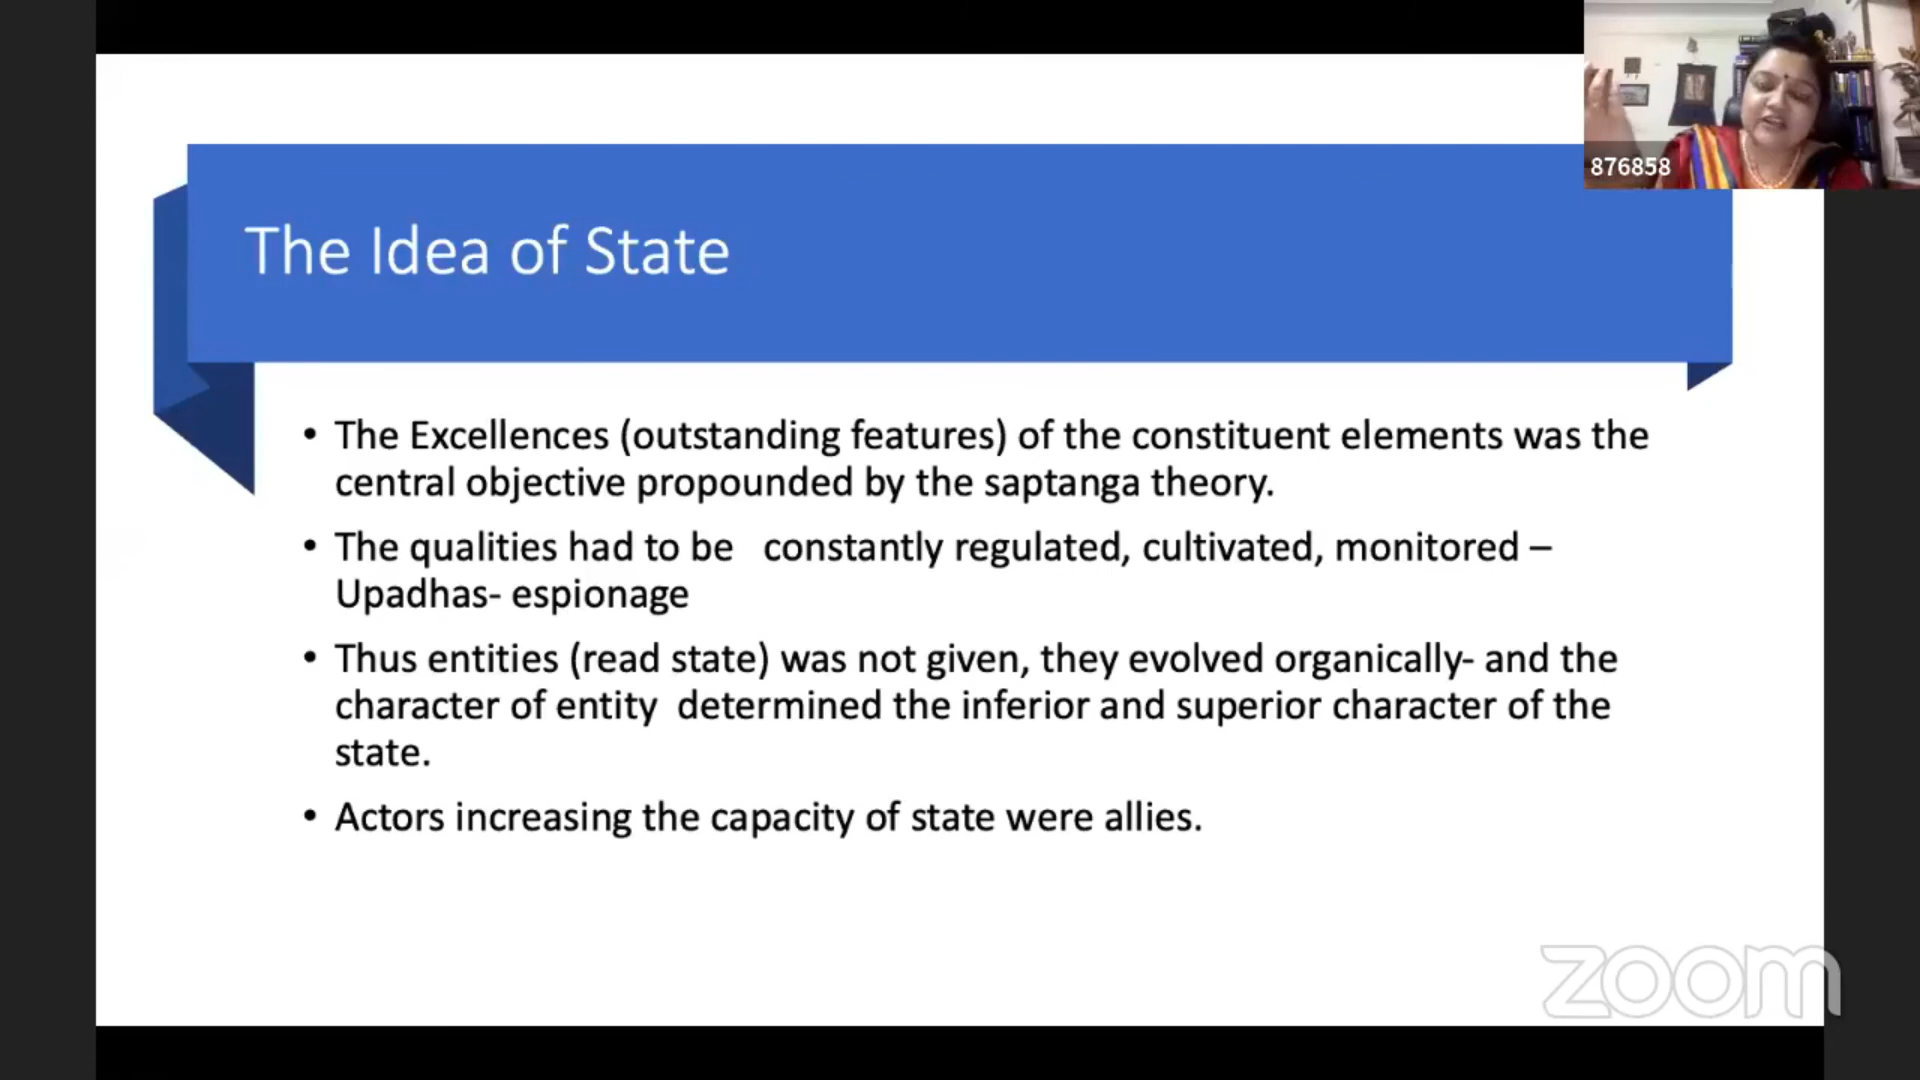 876858
The Idea of State
• The Excellences (outstanding features) of the constituent elements was the
central objective propounded by the saptanga theory.
• The qualities had to be constantly regulated, cultivated, monitored –
Upadhas- espionage
• Thus entities (read state) was not given, they evolved organically- and the
character of entity determined the inferior and superior character of the
state.
• Actors increasing the capacity of state were allies.
zoom